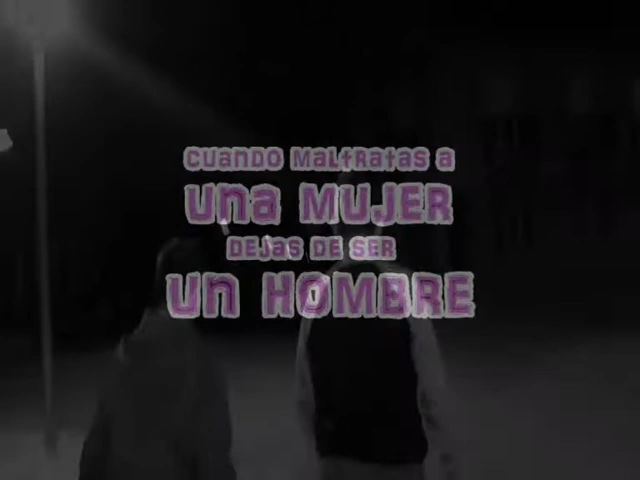 CUANDO MALTRATAS A
UNA MUJER
DEJAS DE SER
UN HOMBRE